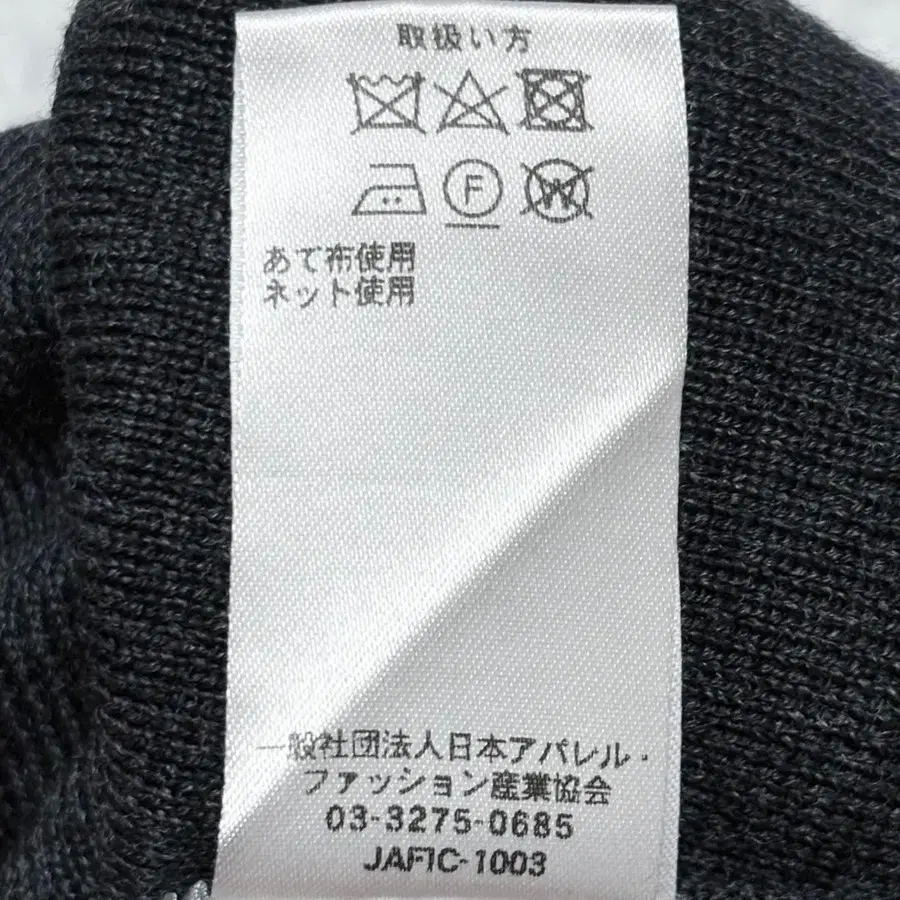 取扱い方
F W
あて布使用
ネット使用
一般社団法人日本アパレル・
ファッション産業協会
03-3275-0685
JAFIC-1003